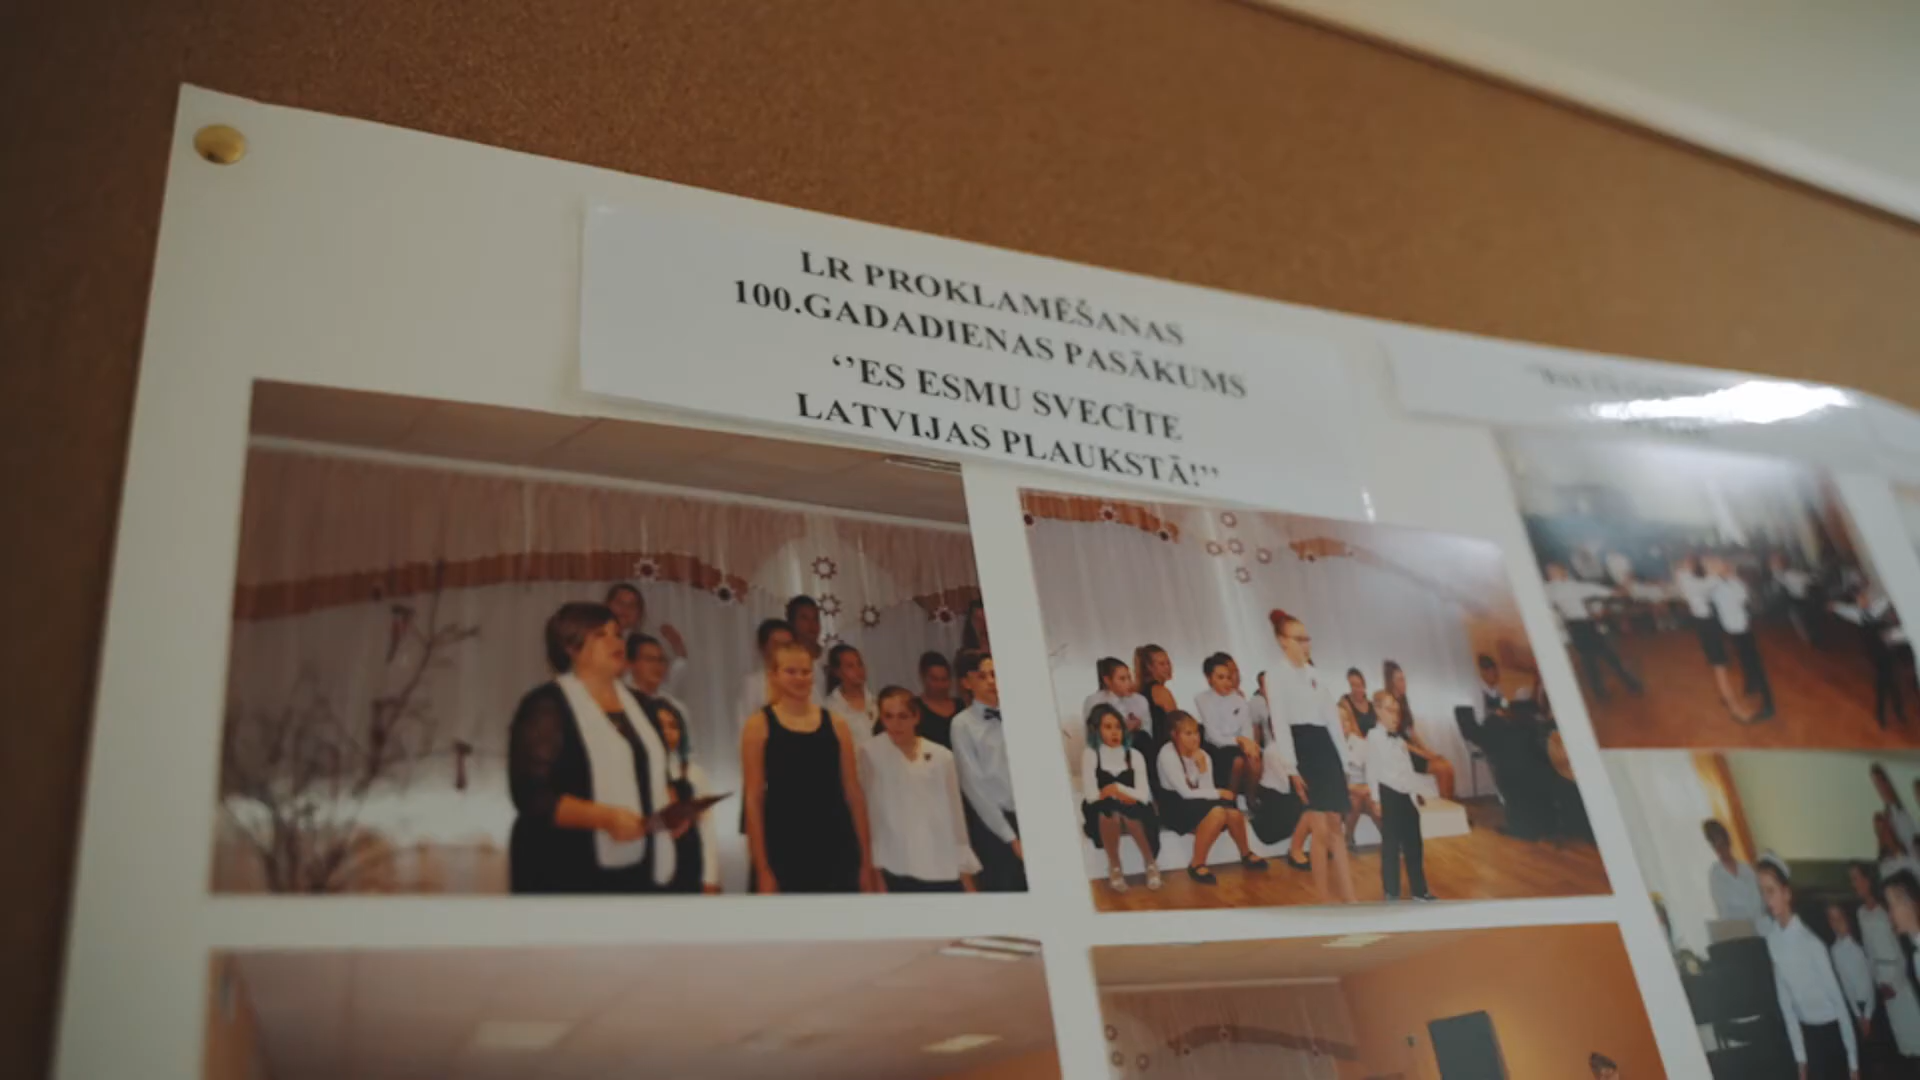 LR PROKLAMĒŠANAS
100.GADADIENAS PASĀKUMS
‘’ES ESMU SVECĪTE
LATVIJAS PLAUKSTĀ!’’